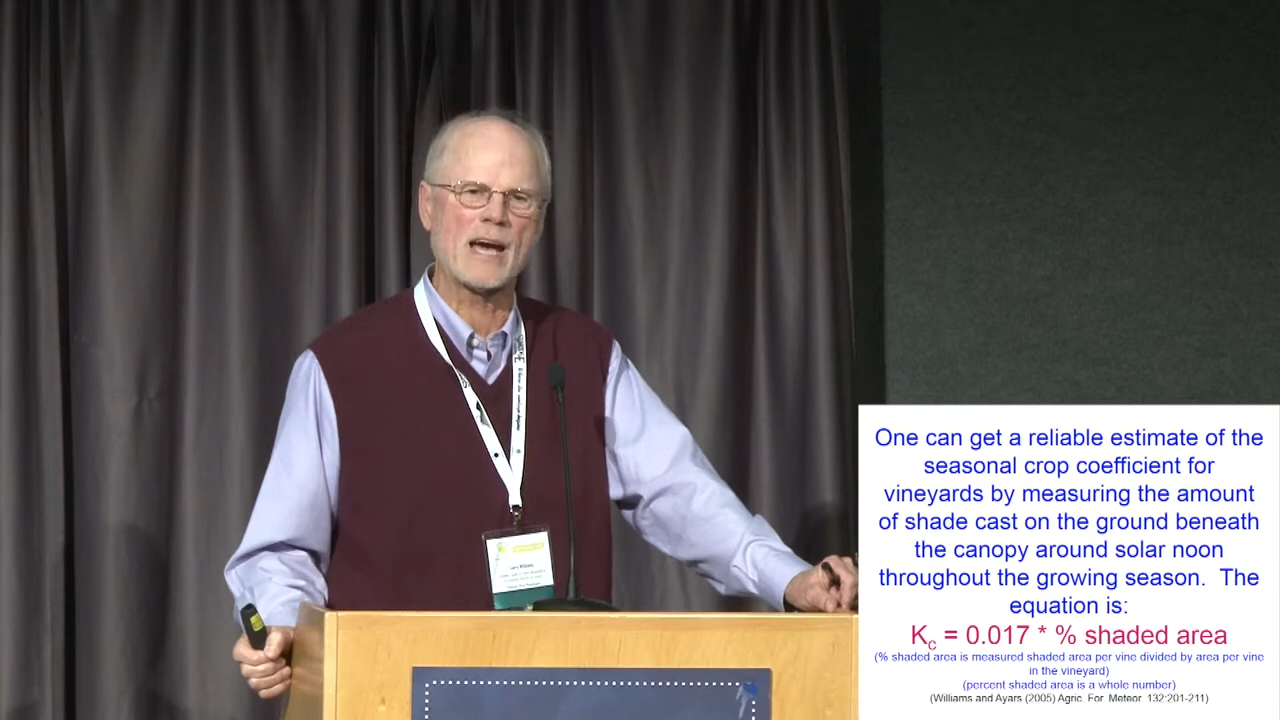 Larry Williams
One can get a reliable estimate of the
seasonal crop coefficient for
vineyards by measuring the amount
of shade cast on the ground beneath
the canopy around solar noon
throughout the growing season. The
equation is:
Kc = 0.017 * % shaded area
(% shaded area is measured shaded area per vine divided by area per vine
in the vineyard)
(percent shaded area is a whole number)
(Williams and Ayars (2005) Agric. For. Meteor. 132:201-211)